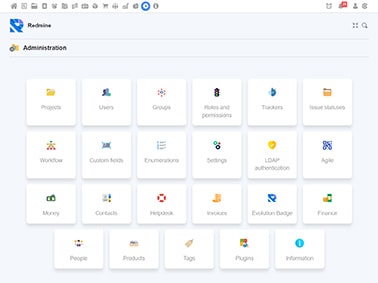 Redmine
Administration
Projects
Users
Groups
Roles and
permissions
Trackers
Issue statuses
Workflow
Custom fields
Enumerations
Settings
LDAP
authentication
Agile
Money
Contacts
Helpdesk
Invoices
Evolution Badge
Finance
People
Products
Tags
Plugins
Information